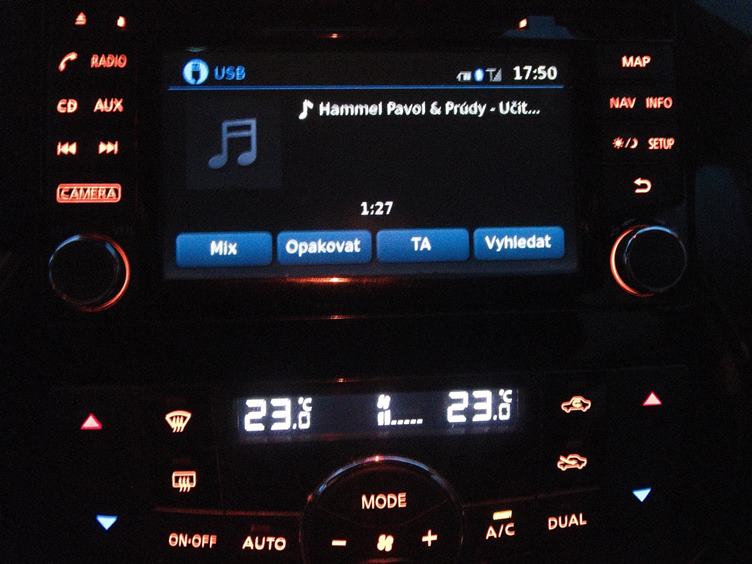 RADIO
CD AUX
CAMERA
USB 17:50
Hammel Pavol & Prúdy - Učit...
1:27
Mix Opakovat TA Vyhledat
MAP
NAV INFO
SETUP
23.0°C 23.0°C
MODE
ON·OFF AUTO - + A/C DUAL